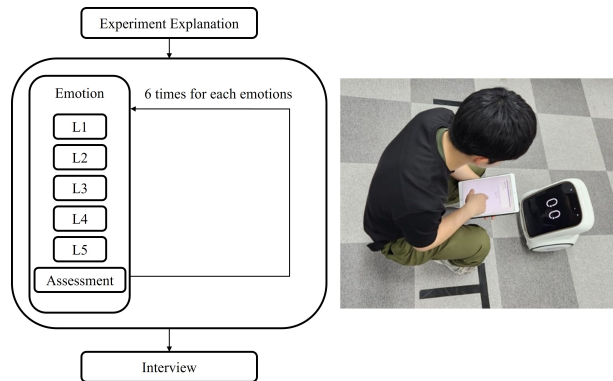 Experiment Explanation
Emotion
6 times for each emotions
L1
L2
L3
L4
L5
Assessment
Interview